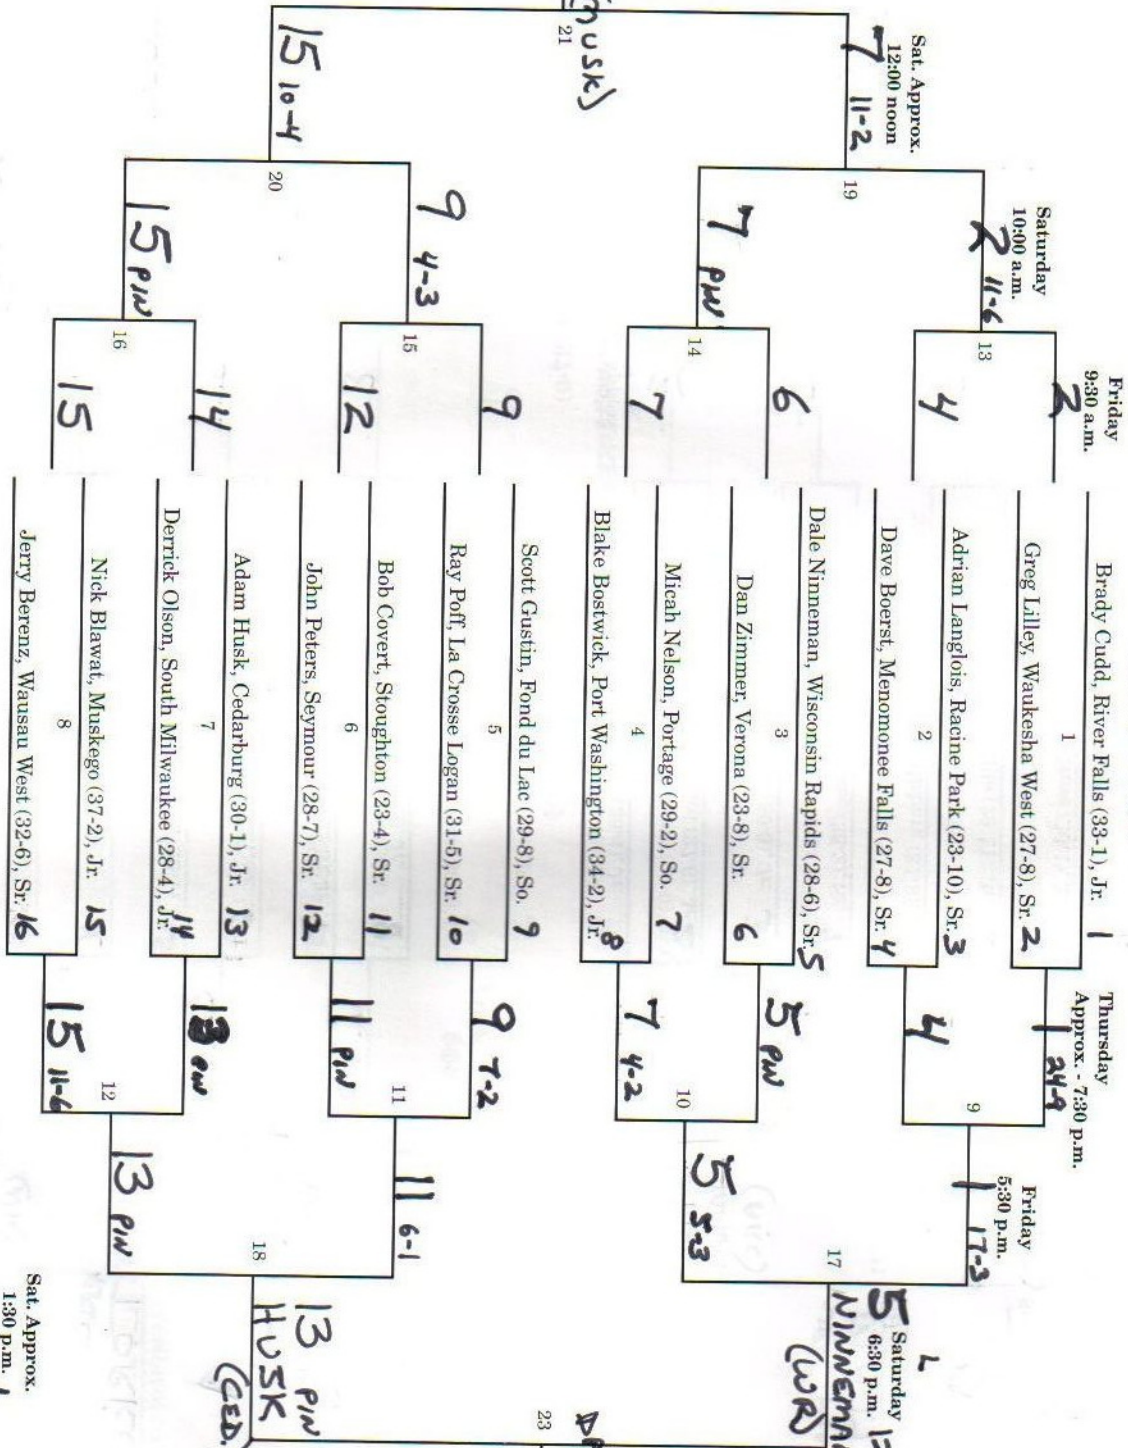 Brady Cudd, River Falls (33-1), Jr. 1
1
Greg Lilley, Waukesha West (27-8), Sr. 2
Adrian Langlois, Racine Park (23-10), Sr. 3
2
Dave Boerst, Menomonee Falls (27-8), Sr. 4
Dale Ninneman, Wisconsin Rapids (28-6), Sr. 5
3
Dan Zimmer, Verona (23-8), Sr. 6
Micah Nelson, Portage (29-2), So. 7
4
Blake Bostwick, Port Washington (34-2), Jr. 8
Scott Gustin, Fond du Lac (29-8), So. 9
5
Ray Poff, La Crosse Logan (31-5), Sr. 10
Bob Covert, Stoughton (23-4), Sr. 11
6
John Peters, Seymour (28-7), Sr. 12
Adam Husk, Cedarburg (30-1), Jr. 13
7
Derrick Olson, South Milwaukee (28-4), Jr. 14
Nick Blawat, Muskego (37-2), Jr. 15
8
Jerry Berenz, Wausau West (32-6), Sr. 16
Thursday
Approx. - 7:30 p.m.
1 24-9
9
4
5 PIN
10
7 4-2
9 7-2
11
11 PIN
13 PIN
12
15 11-6
Friday
5:30 p.m.
1 17-3
17
5 5-3
11 6-1
18
13 PIN
Saturday
6:30 p.m.
5
(WR)
23
13 PIN
HUSK
(CED.
Sat. Approx.
1:30 p.m.
Friday
9:30 a.m.
2
13
4
6
14
7
9
15
12
14
16
15
Saturday
10:00 a.m.
2 11-6
19
7 PIN
9 4-3
20
15 PIN
Sat. Approx.
12:00 noon
7 11-2
21
15 10-4